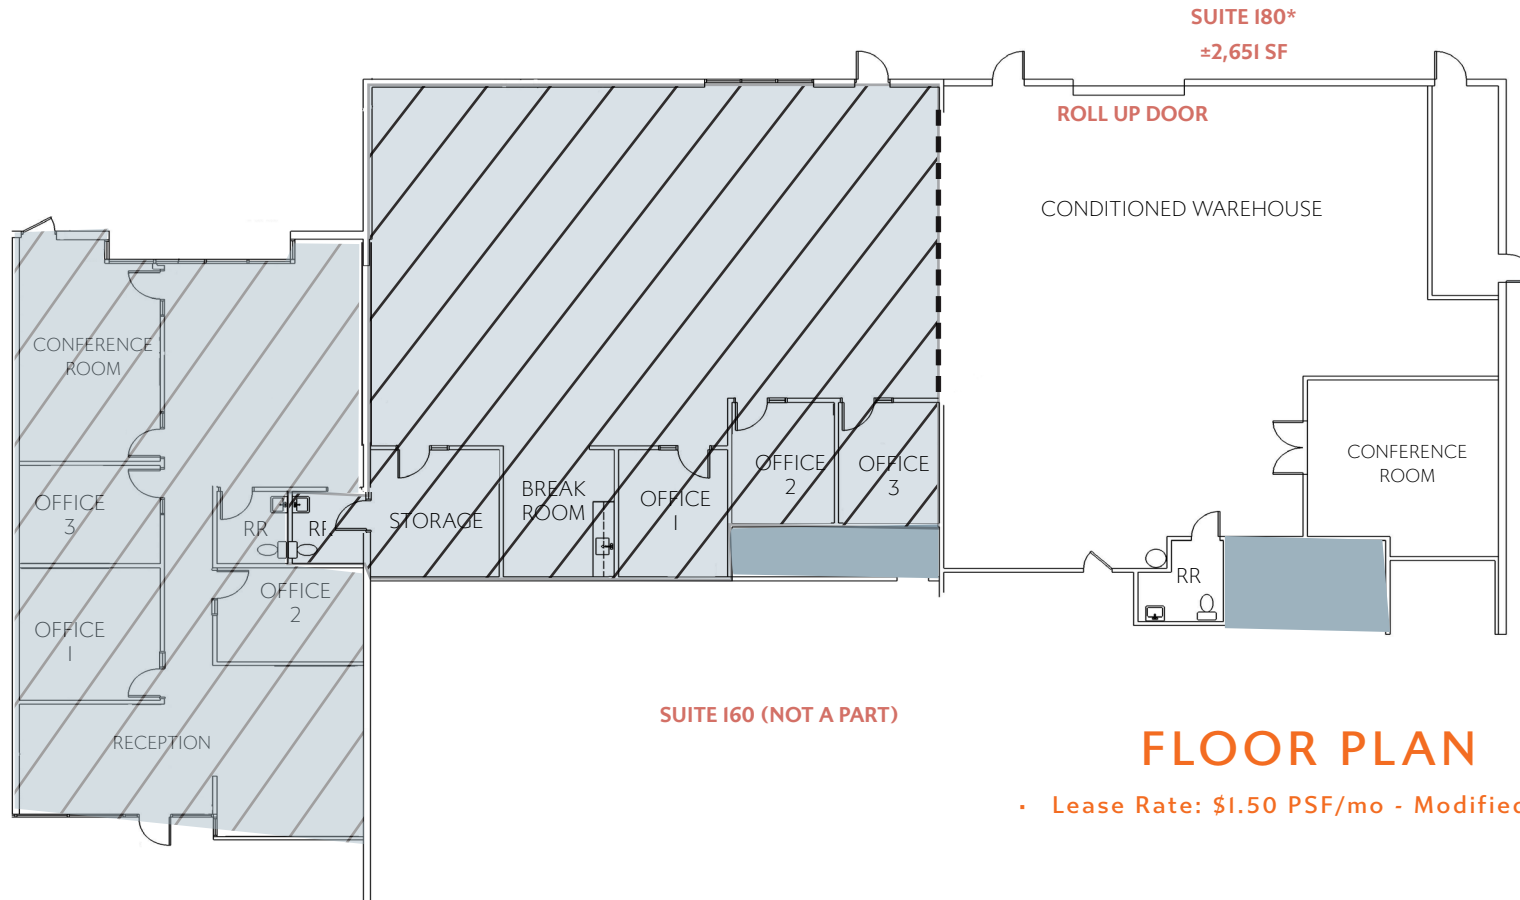 SUITE 180*
±2,651 SF
ROLL UP DOOR
CONDITIONED WAREHOUSE
CONFERENCE
ROOM
CONFERENCE
ROOM
OFFICE
2
OFFICE
3
OFFICE
3
BREAK
ROOM
OFFICE
1
STORAGE
RR
RR
RR
OFFICE
2
OFFICE
1
RECEPTION
SUITE 160 (NOT A PART)
FLOOR PLAN
• Lease Rate: $1.50 PSF/mo - Modified